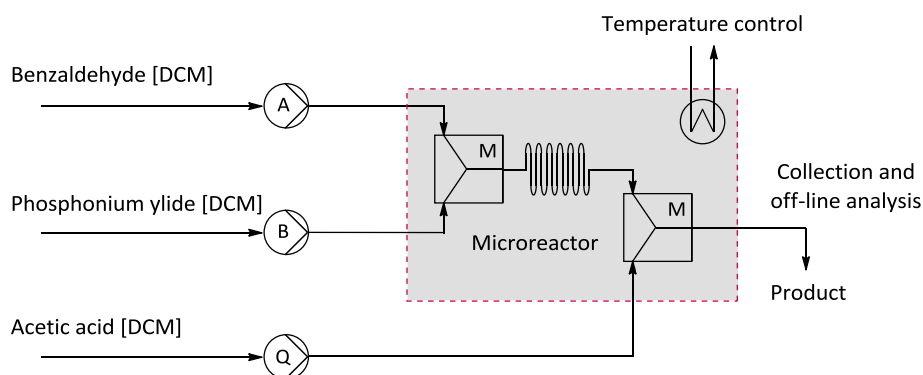 Temperature control
Benzaldehyde [DCM]
A
M
Collection and
off-line analysis
Phosphonium ylide [DCM]
B
M
Microreactor
Product
Acetic acid [DCM]
Q